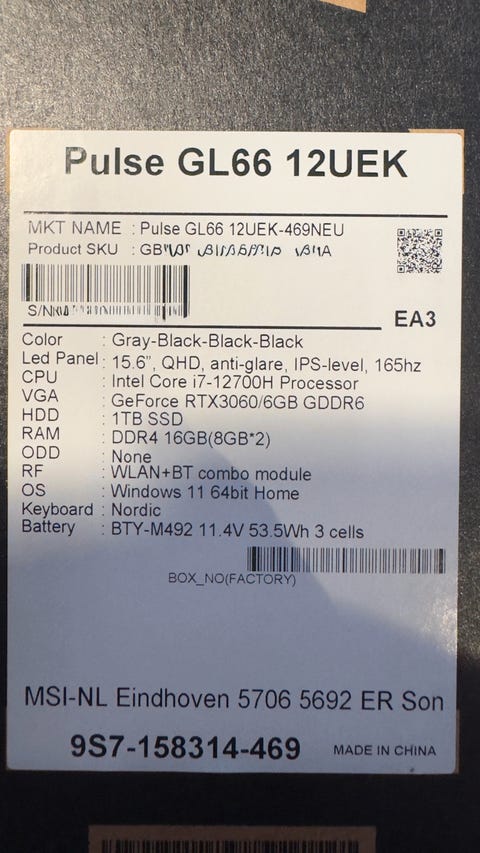 Pulse GL66 12UEK
MKT NAME : Pulse GL66 12UEK-469NEU
Product SKU :
S/N
EA3
Color : Gray-Black-Black-Black
Led Panel : 15.6", QHD, anti-glare, IPS-level, 165hz
CPU : Intel Core i7-12700H Processor
VGA : GeForce RTX3060/6GB GDDR6
HDD : 1TB SSD
RAM : DDR4 16GB(8GB*2)
ODD : None
RF : WLAN+BT combo module
OS : Windows 11 64bit Home
Keyboard : Nordic
Battery : BTY-M492 11.4V 53.5Wh 3 cells
BOX_NO(FACTORY)
MSI-NL Eindhoven 5706 5692 ER Son
9S7-158314-469 MADE IN CHINA